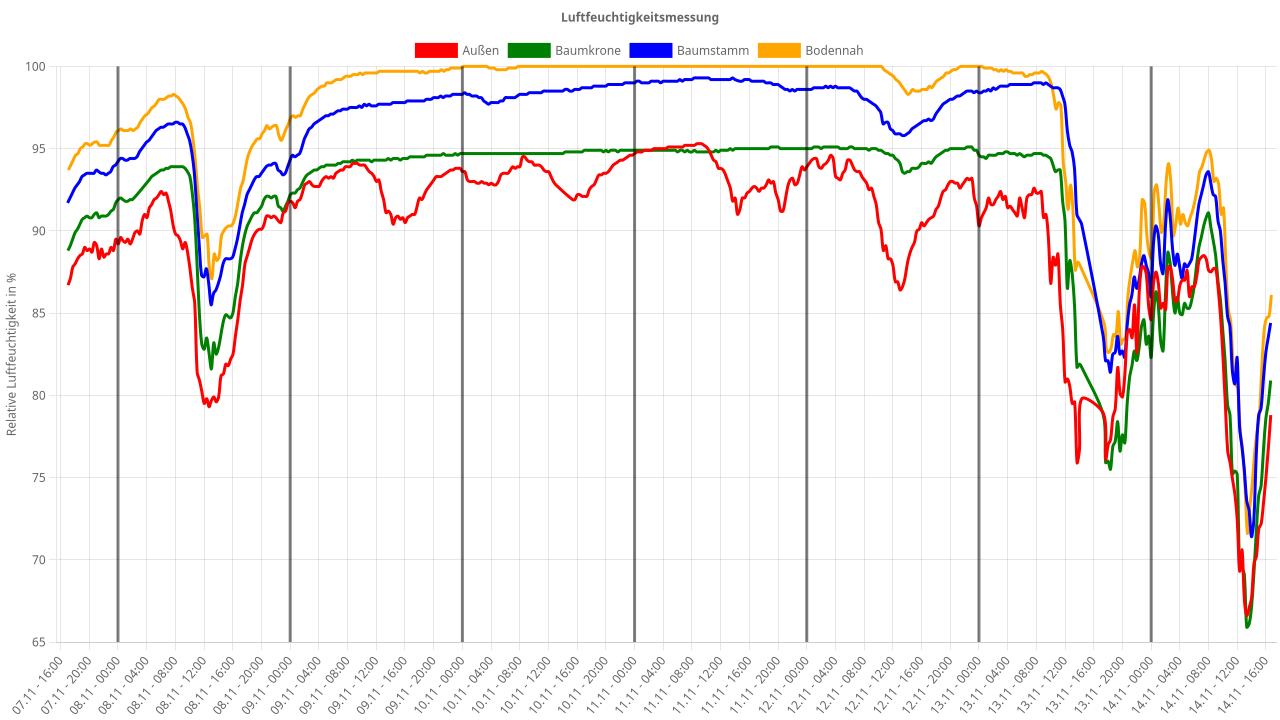 Luftfeuchtigkeitsmessung
Außen Baumkrone Baumstamm Bodennah
Relative Luftfeuchtigkeit in %
100
95
90
85
80
75
70
65
07.11 - 16:00
07.11 - 20:00
08.11 - 00:00
08.11 - 04:00
08.11 - 08:00
08.11 - 12:00
08.11 - 16:00
08.11 - 20:00
09.11 - 00:00
09.11 - 04:00
09.11 - 08:00
09.11 - 12:00
09.11 - 16:00
09.11 - 20:00
10.11 - 00:00
10.11 - 04:00
10.11 - 08:00
10.11 - 12:00
10.11 - 16:00
10.11 - 20:00
11.11 - 00:00
11.11 - 04:00
11.11 - 08:00
11.11 - 12:00
11.11 - 16:00
11.11 - 20:00
12.11 - 00:00
12.11 - 04:00
12.11 - 08:00
12.11 - 12:00
12.11 - 16:00
12.11 - 20:00
13.11 - 00:00
13.11 - 04:00
13.11 - 08:00
13.11 - 12:00
13.11 - 16:00
13.11 - 20:00
14.11 - 00:00
14.11 - 04:00
14.11 - 08:00
14.11 - 12:00
14.11 - 16:00